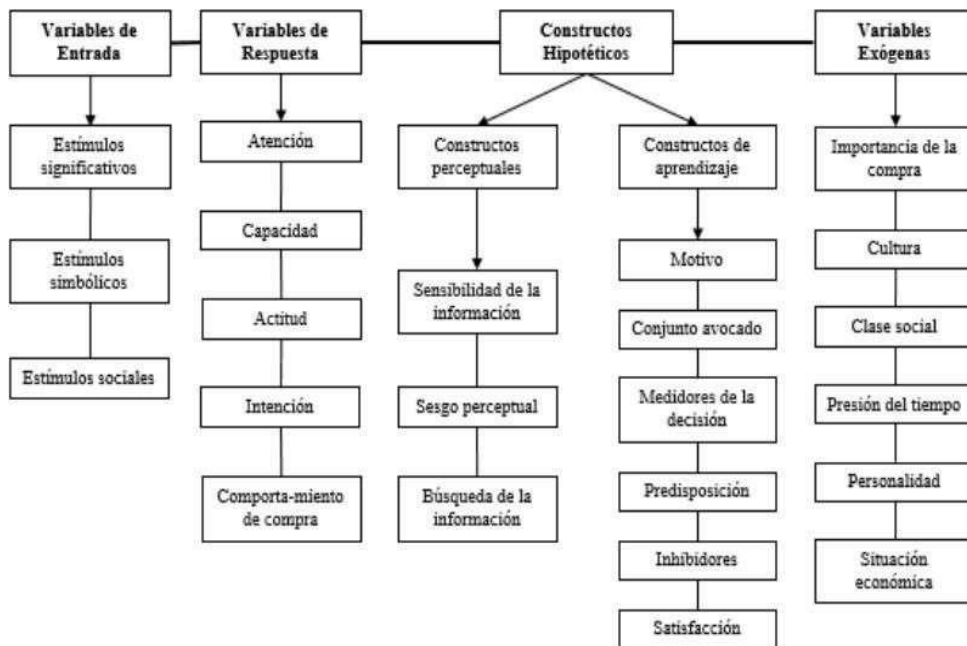 Variables de
Entrada
Variables de
Respuesta
Constructos
Hipotéticos
Variables
Exógenas
Estímulos
significativos
Estímulos
simbólicos
Estímulos sociales
Atención
Capacidad
Actitud
Intención
Comporta-miento
de compra
Constructos
perceptuales
Sensibilidad de la
información
Sesgo perceptual
Búsqueda de la
información
Constructos de
aprendizaje
Motivo
Conjunto avocado
Medidores de la
decisión
Predisposición
Inhibidores
Satisfacción
Importancia de la
compra
Cultura
Clase social
Presión del tiempo
Personalidad
Situación
económica